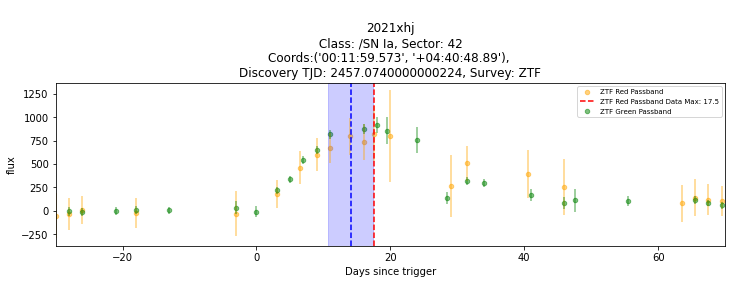 2021xhj
Class: /SN Ia, Sector: 42
Coords:('00:11:59.573', '+04:40:48.89'),
Discovery TJD: 2457.0740000000224, Survey: ZTF
ZTF Red Passband
ZTF Red Passband Data Max: 17.5
ZTF Green Passband
1250
1000
750
500
250
0
−250
flux
−20
0
20
40
60
Days since trigger